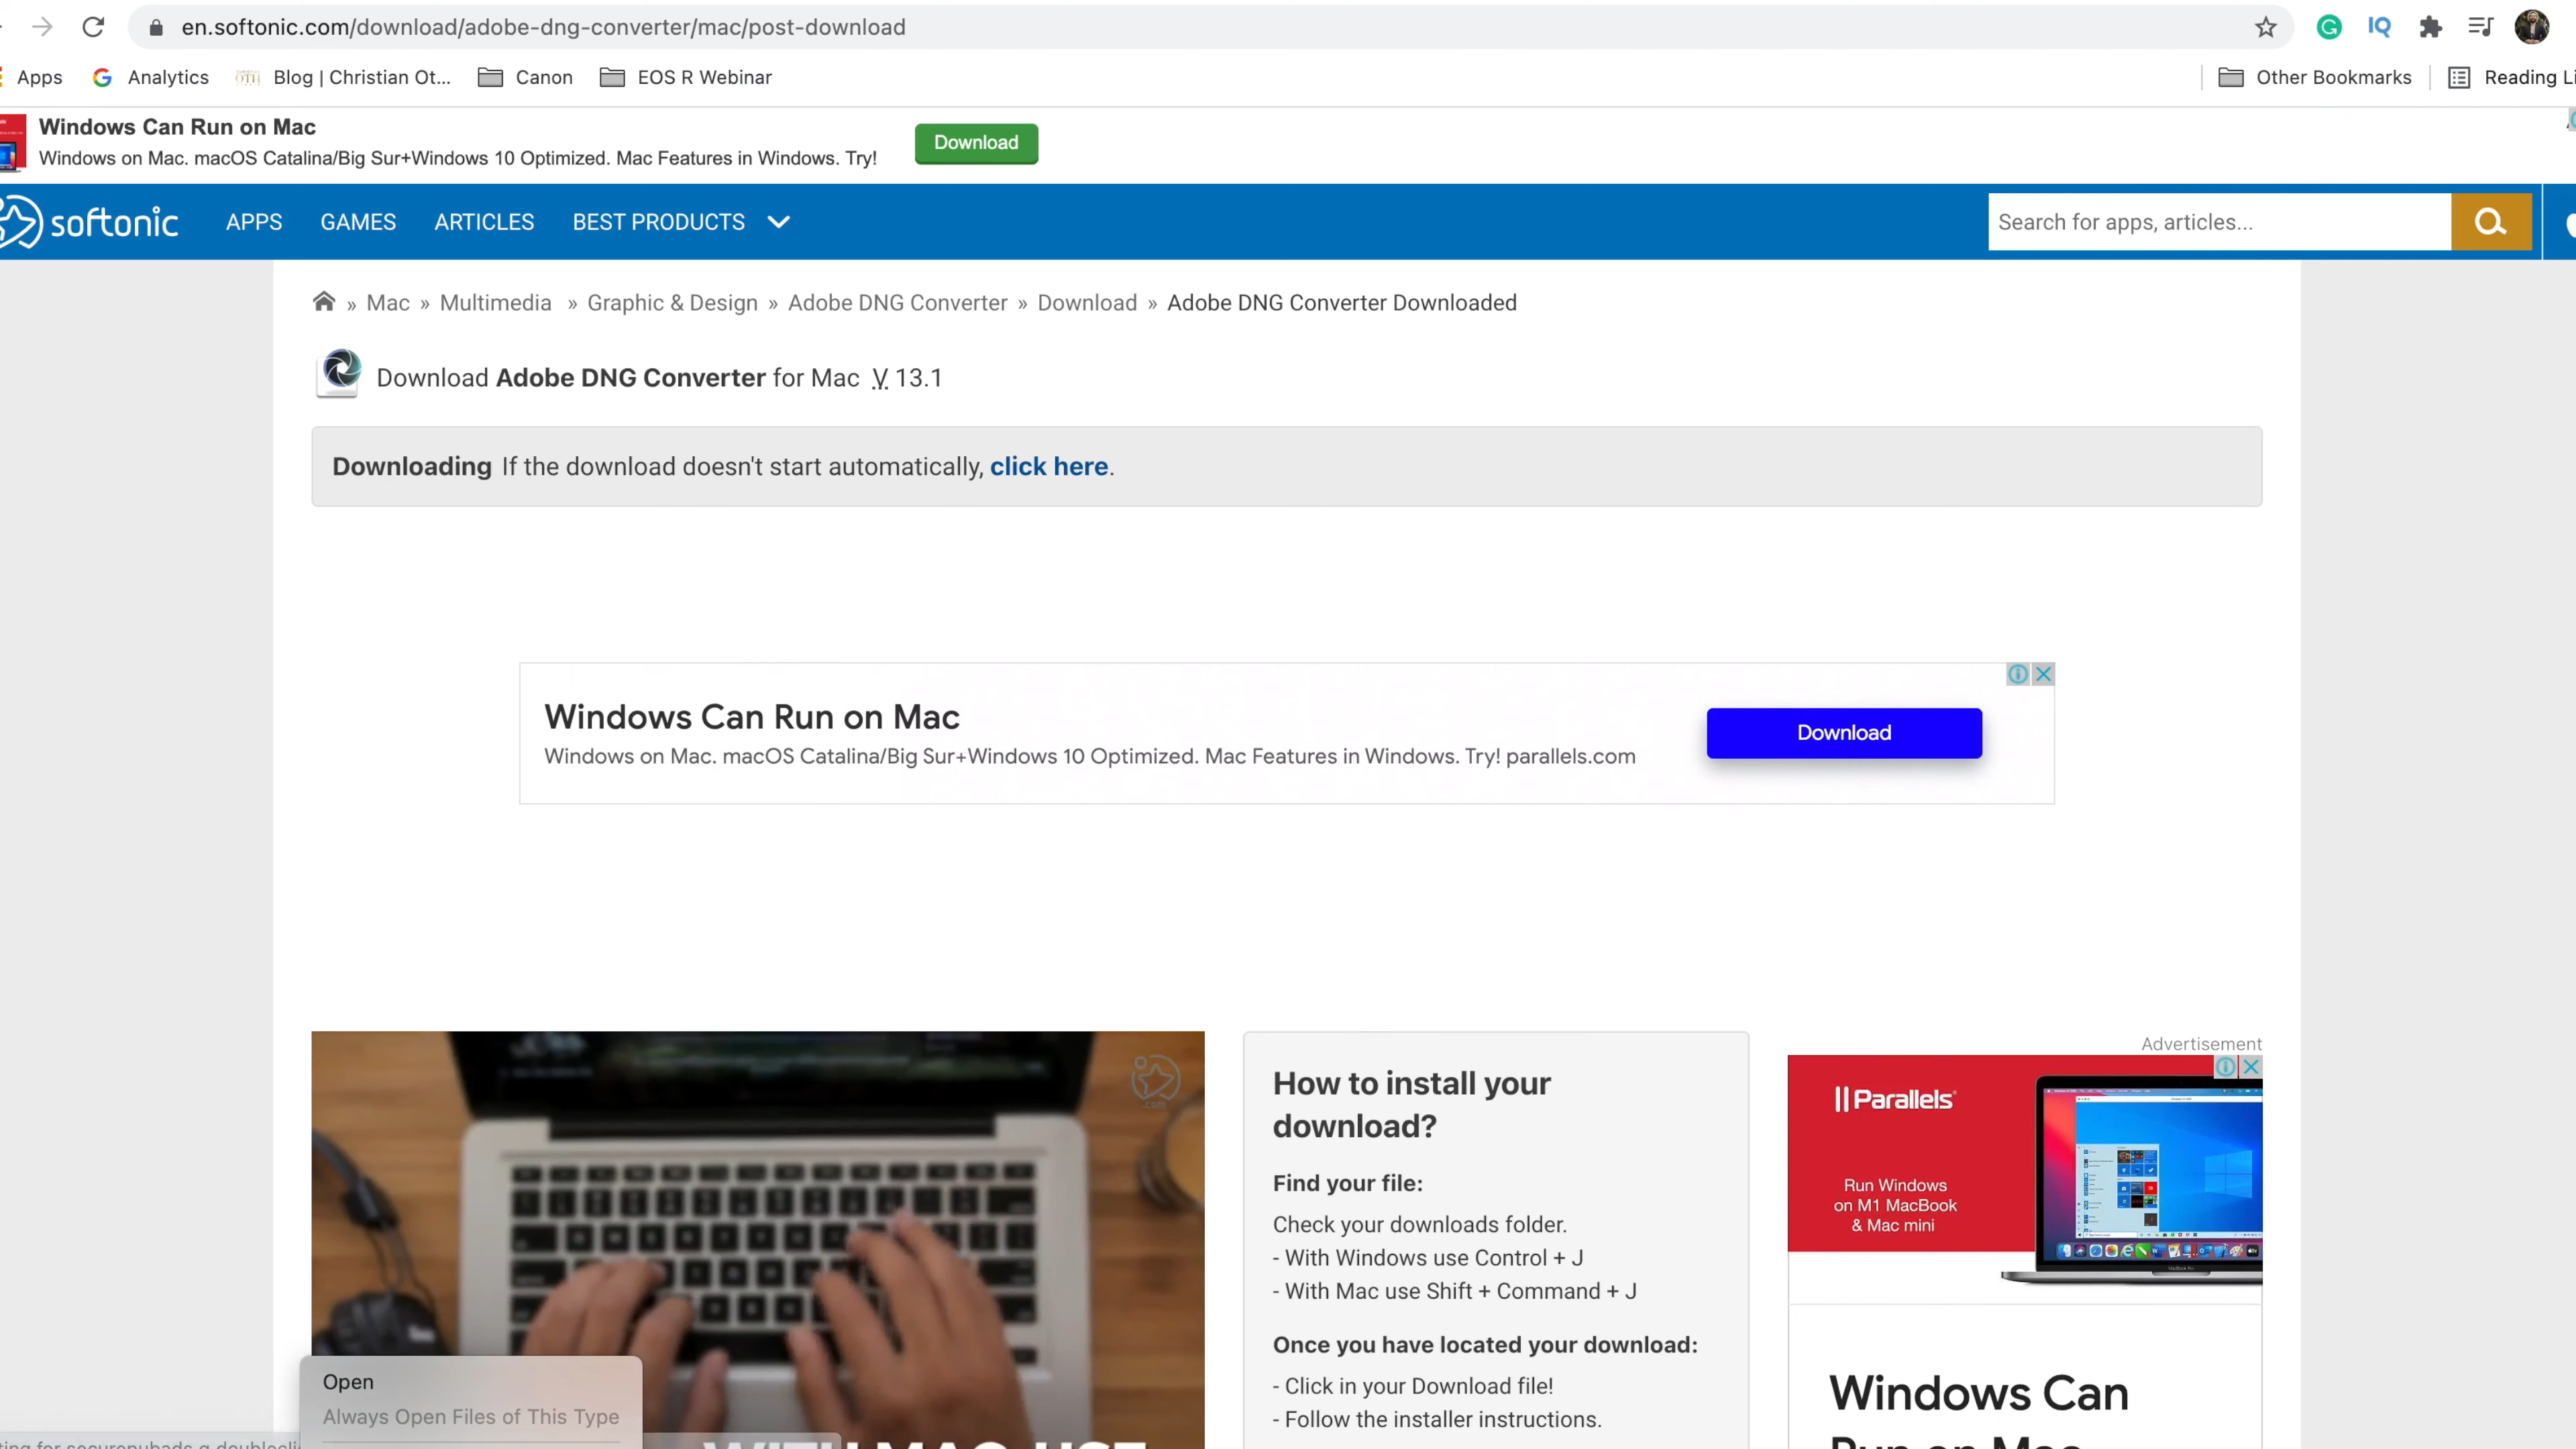 en.softonic.com/download/adobe-dng-converter/mac/post-download
IQ
Apps
Analytics
Blog | Christian Ot...
Canon
EOS R Webinar
Other Bookmarks
Reading Li
Windows Can Run on Mac
Windows on Mac. macOS Catalina/Big Sur+Windows 10 Optimized. Mac Features in Windows. Try!
Download
softonic
APPS
GAMES
ARTICLES
BEST PRODUCTS
Search for apps, articles...
» Mac » Multimedia » Graphic & Design » Adobe DNG Converter » Download » Adobe DNG Converter Downloaded
Download Adobe DNG Converter for Mac V 13.1
Downloading If the download doesn't start automatically, click here.
Windows Can Run on Mac
Windows on Mac. macOS Catalina/Big Sur+Windows 10 Optimized. Mac Features in Windows. Try! parallels.com
Download
.com
Open
Always Open Files of This Type
WITH MAC USE
How to install your
download?
Find your file:
Check your downloads folder.
- With Windows use Control + J
- With Mac use Shift + Command + J
Once you have located your download:
- Click in your Download file!
- Follow the installer instructions.
Advertisement
Parallels
Run Windows
on M1 MacBook
& Mac mini
Windows Can
Run on Mac